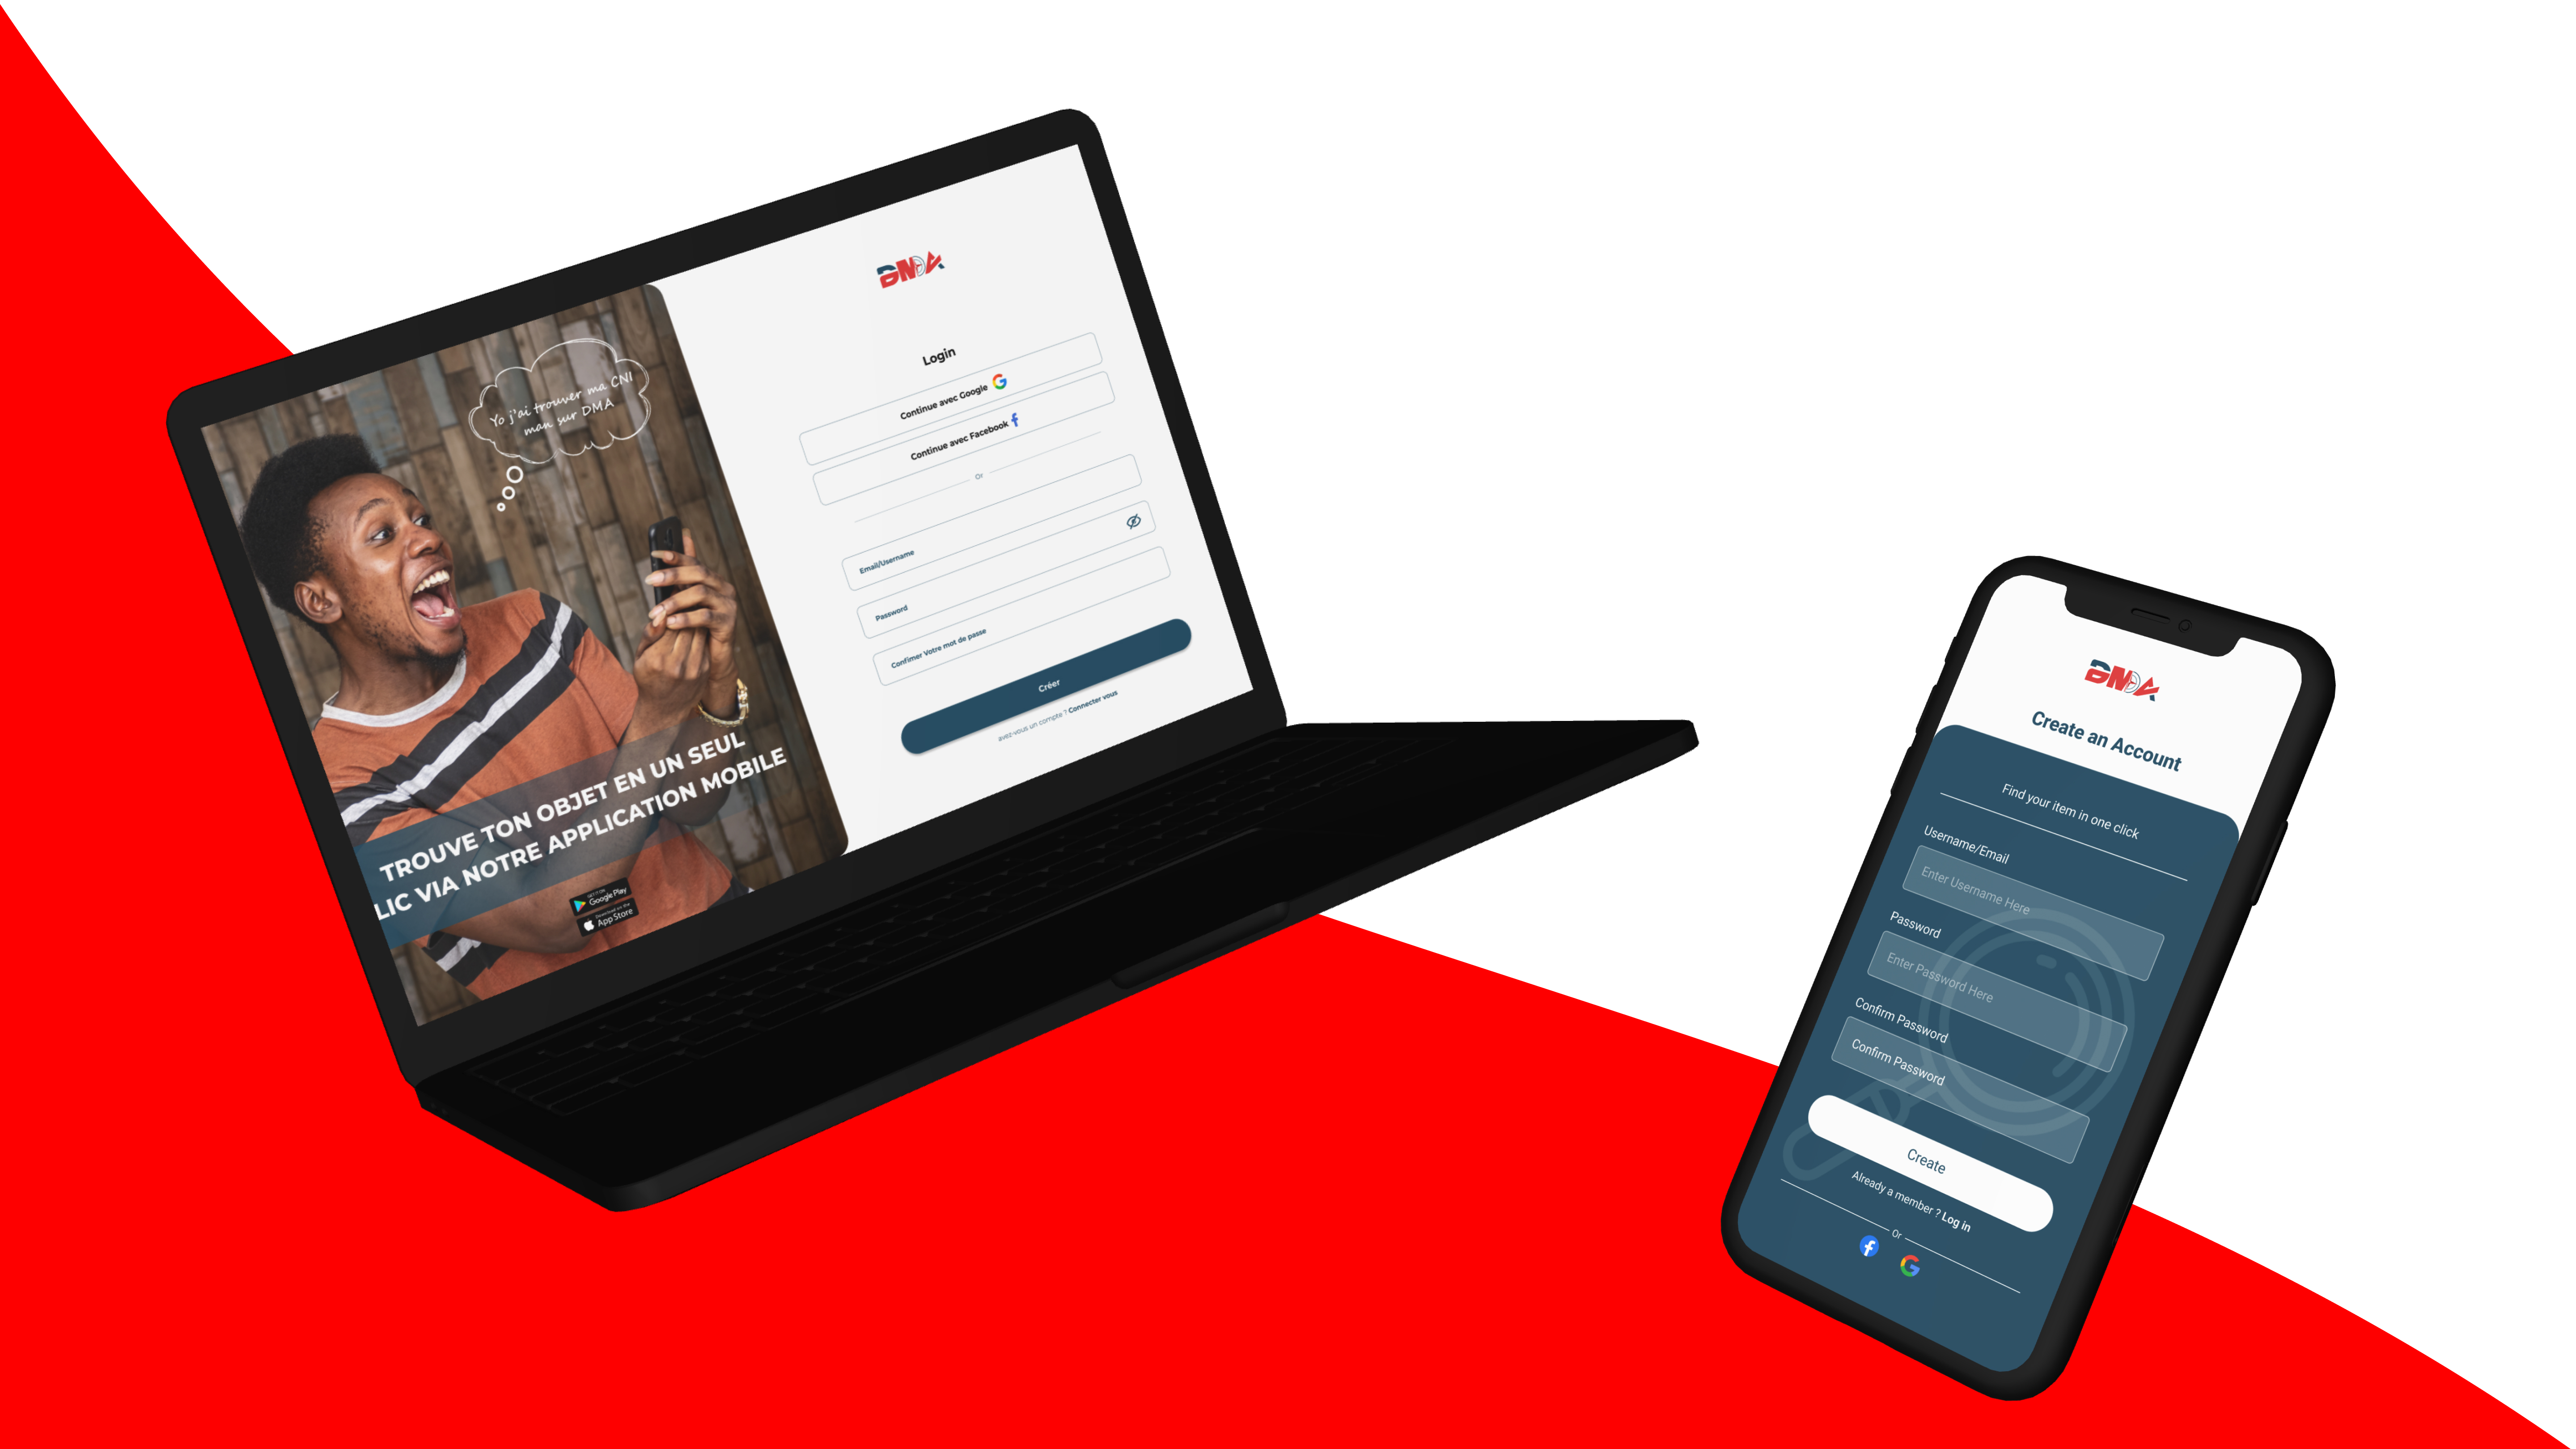 Yo j'ai trouver ma CNI
man sur DMA
TROUVE TON OBJET EN UN SEUL
LIC VIA NOTRE APPLICATION MOBILE
GET IT ON
Google Play
Download on the
App Store
Login
Continue avec Google
Continue avec Facebook
Or
Email/Username
Password
Confimer Votre mot de passe
Créer
avez-vous un compte ? Connecter vous
Create an Account
Find your item in one click
Username/Email
Enter Username Here
Password
Enter Password Here
Confirm Password
Confirm Password
Create
Already a member ? Log in
Or